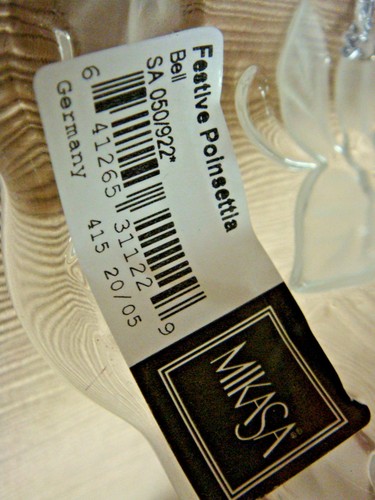 Festive Poinsettia
Bell
SA 050/922*
6 41265 31122 9
415 20/05
Germany
MIKASA